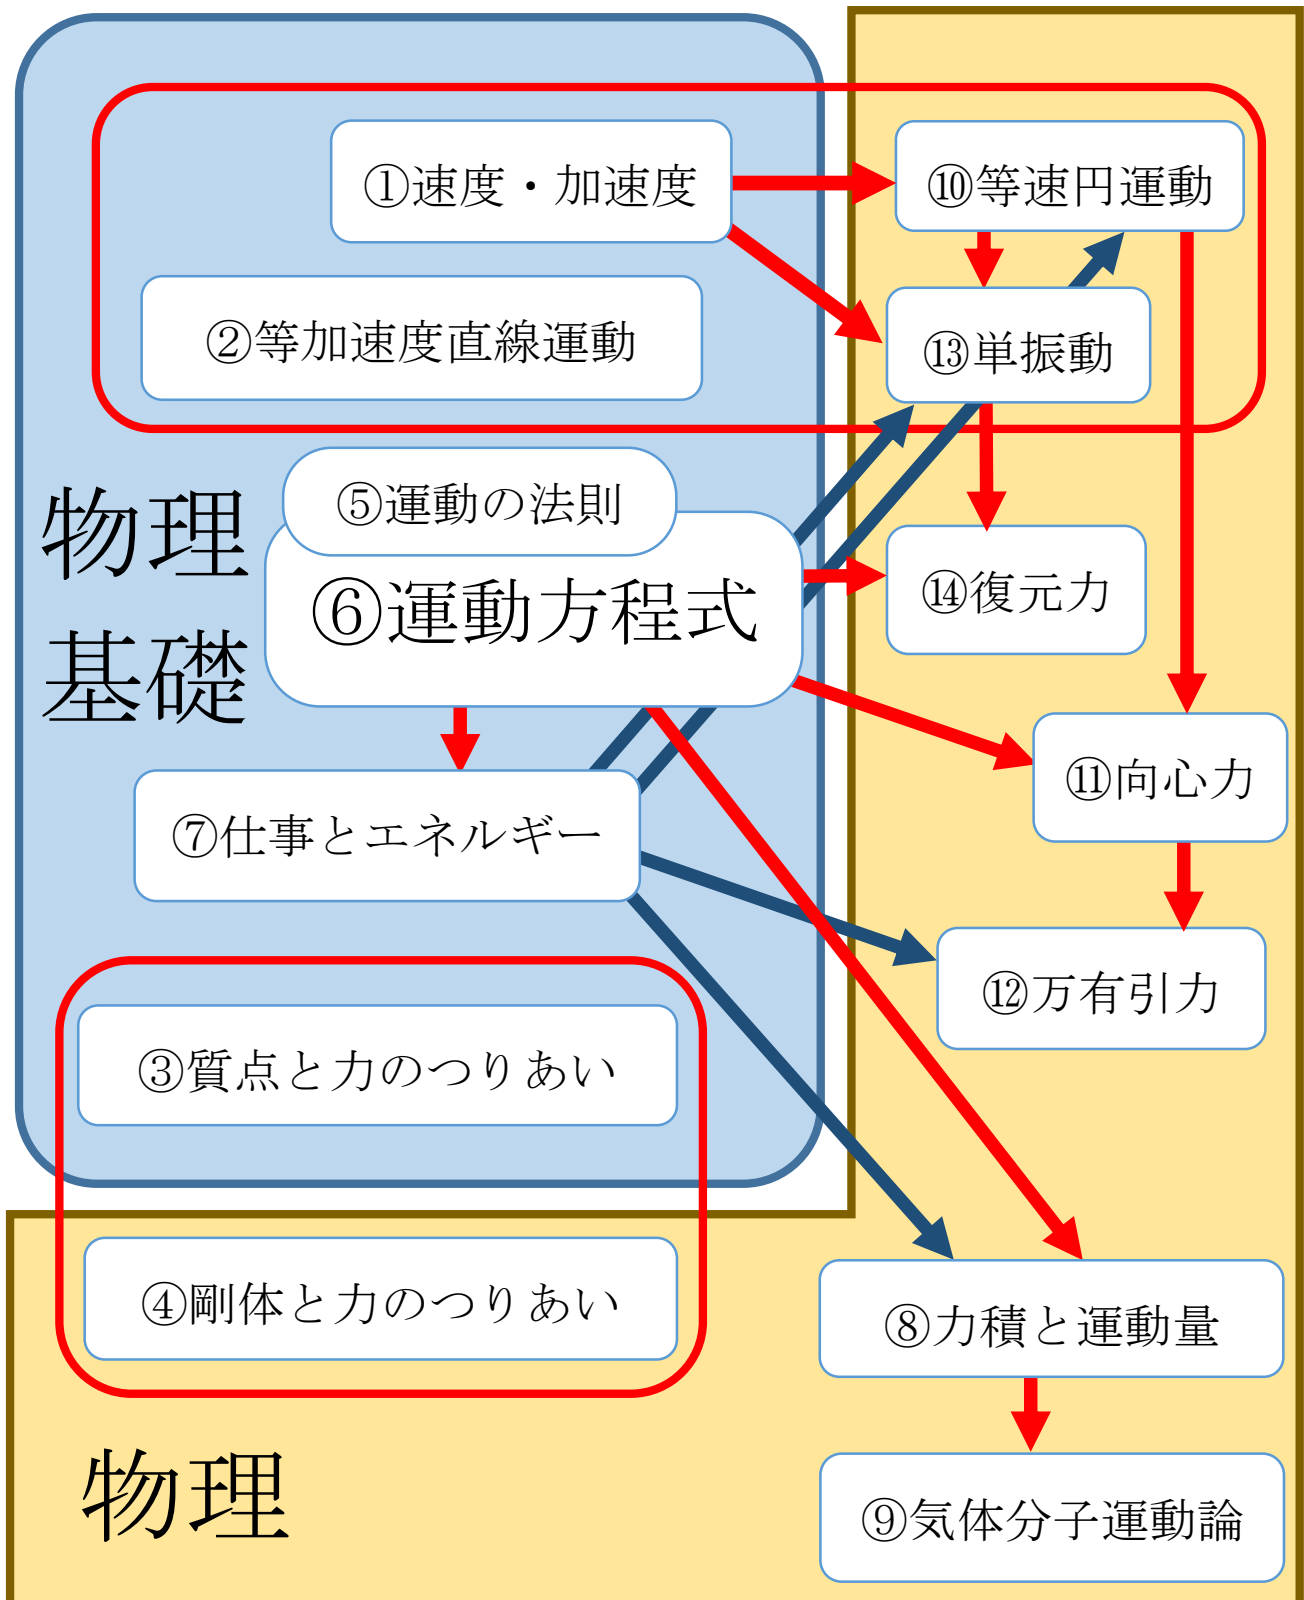 ①速度・加速度
⑩等速円運動
②等加速度直線運動
⑬単振動
物理
基礎
⑤運動の法則
⑥運動方程式
⑭復元力
⑪向心力
⑦仕事とエネルギー
⑫万有引力
③質点と力のつりあい
④剛体と力のつりあい
⑧力積と運動量
物理
⑨気体分子運動論